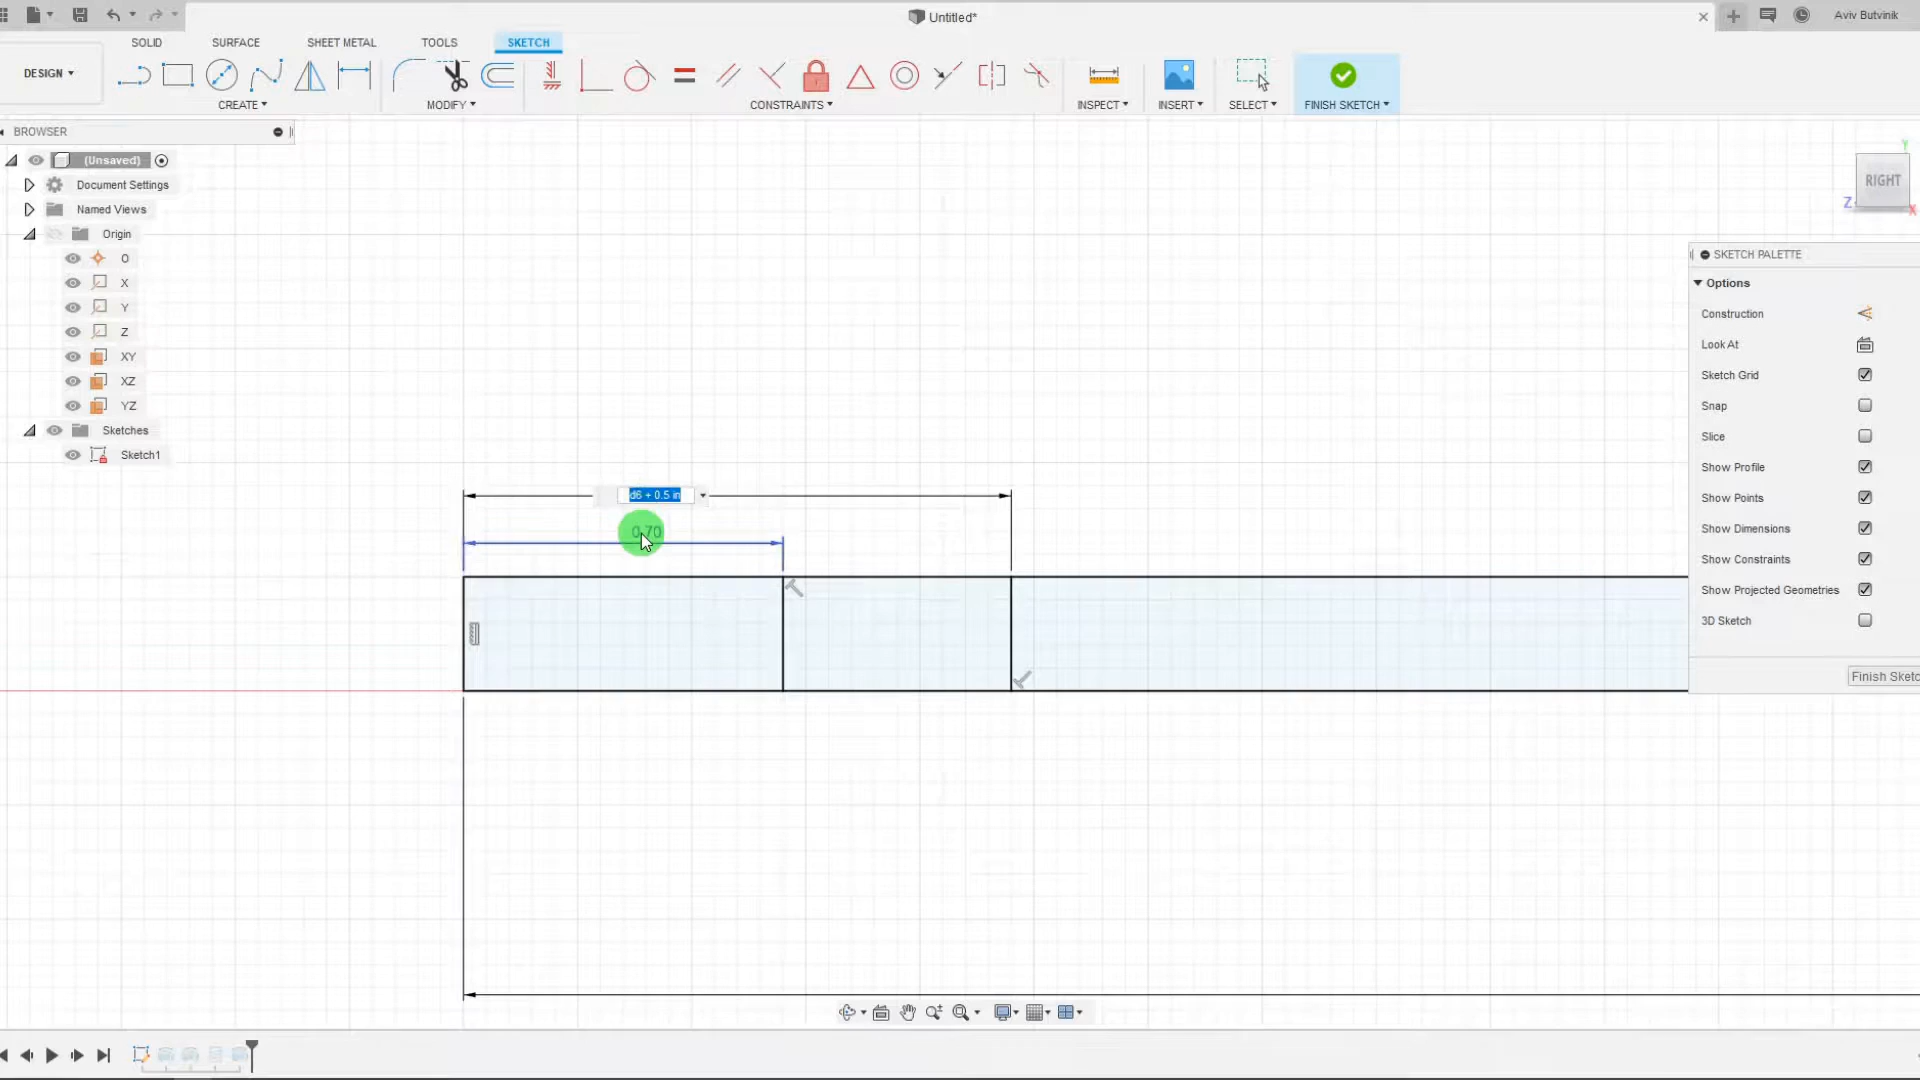 Untitled*
Aviv Butvinik
SOLID
SURFACE
SHEET METAL
TOOLS
SKETCH
DESIGN
CREATE
MODIFY
CONSTRAINTS
INSPECT
INSERT
SELECT
FINISH SKETCH
BROWSER
(Unsaved)
Document Settings
Named Views
Origin
O
X
Y
Z
XY
XZ
YZ
Sketches
Sketch1
Y
RIGHT
Z
X
SKETCH PALETTE
Options
Construction
Look At
Sketch Grid
Snap
Slice
Show Profile
Show Points
Show Dimensions
Show Constraints
Show Projected Geometries
3D Sketch
Finish Sketc
d6 + 0.5 in
0.70